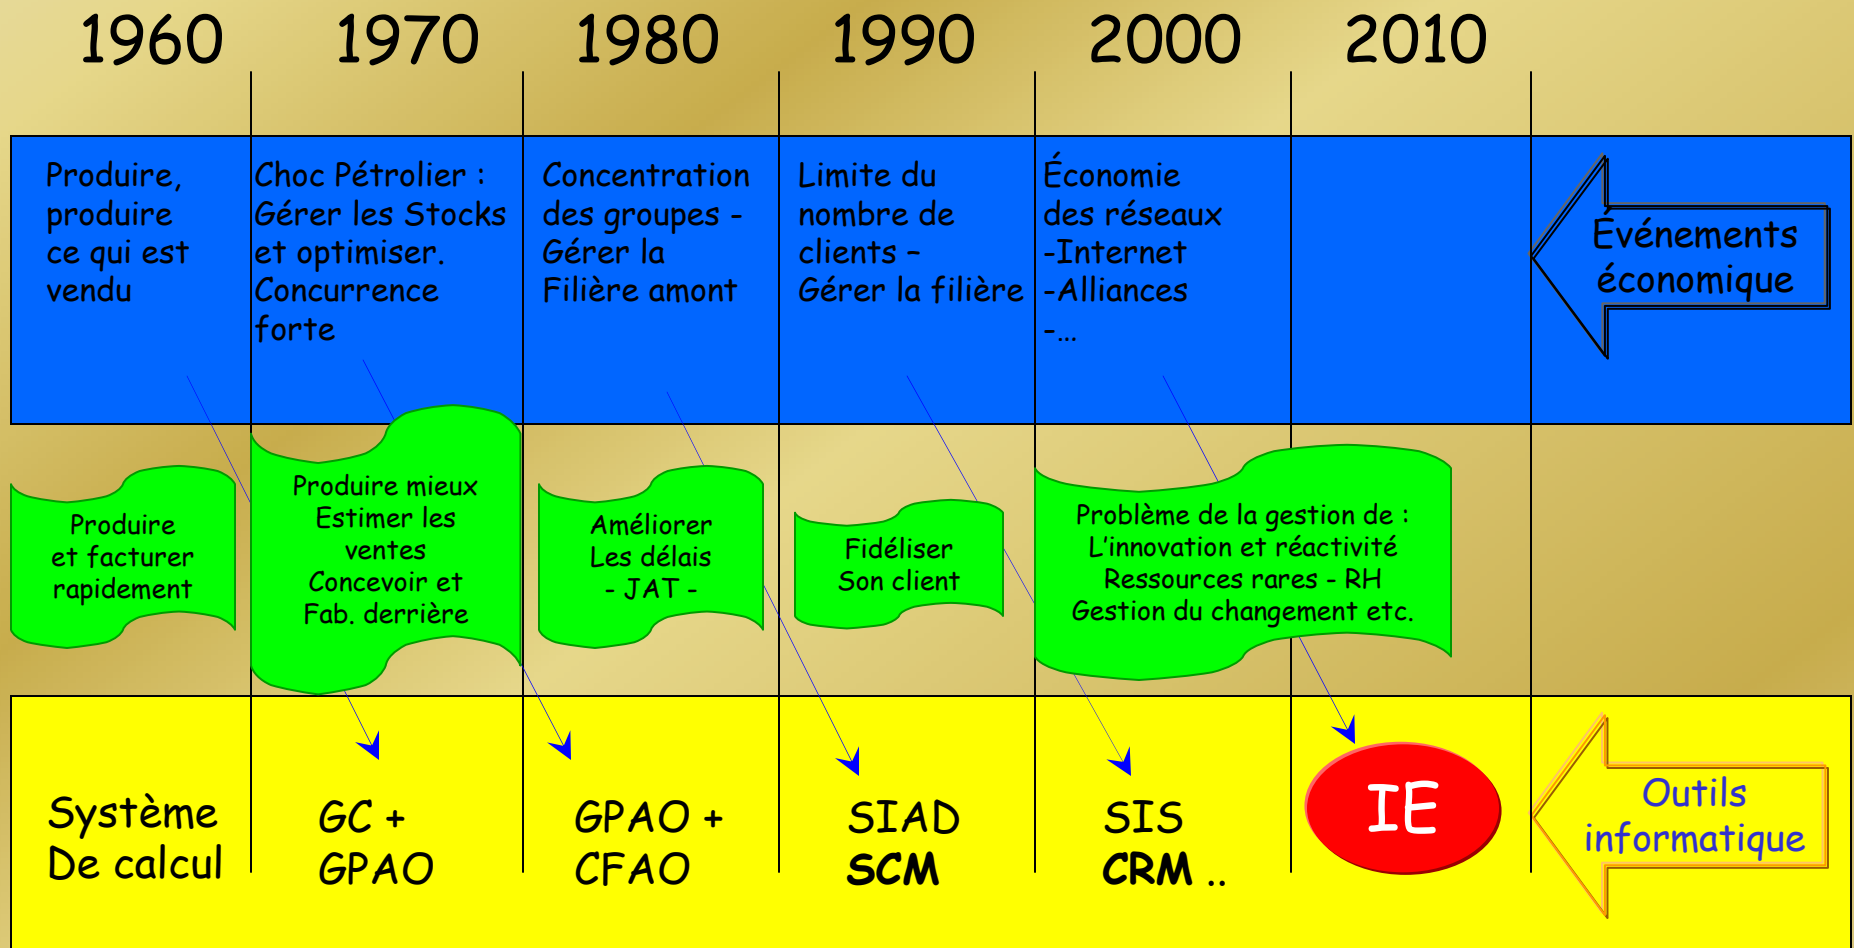 1960 1970 1980 1990 2000 2010
Produire,
produire
ce qui est
vendu
Choc Pétrolier :
Gérer les Stocks
et optimiser.
Concurrence
forte
Concentration
des groupes -
Gérer la
Filière amont
Limite du
nombre de
clients –
Gérer la filière
Économie
des réseaux
-Internet
-Alliances
-…
Événements
économique
Produire
et facturer
rapidement
Produire mieux
Estimer les
ventes
Concevoir et
Fab. derrière
Améliorer
Les délais
- JAT -
Fidéliser
Son client
Problème de la gestion de :
L’innovation et réactivité
Ressources rares - RH
Gestion du changement etc.
Système
De calcul
GC +
GPAO
GPAO +
CFAO
SIAD
SCM
SIS
CRM ..
IE
Outils
informatique